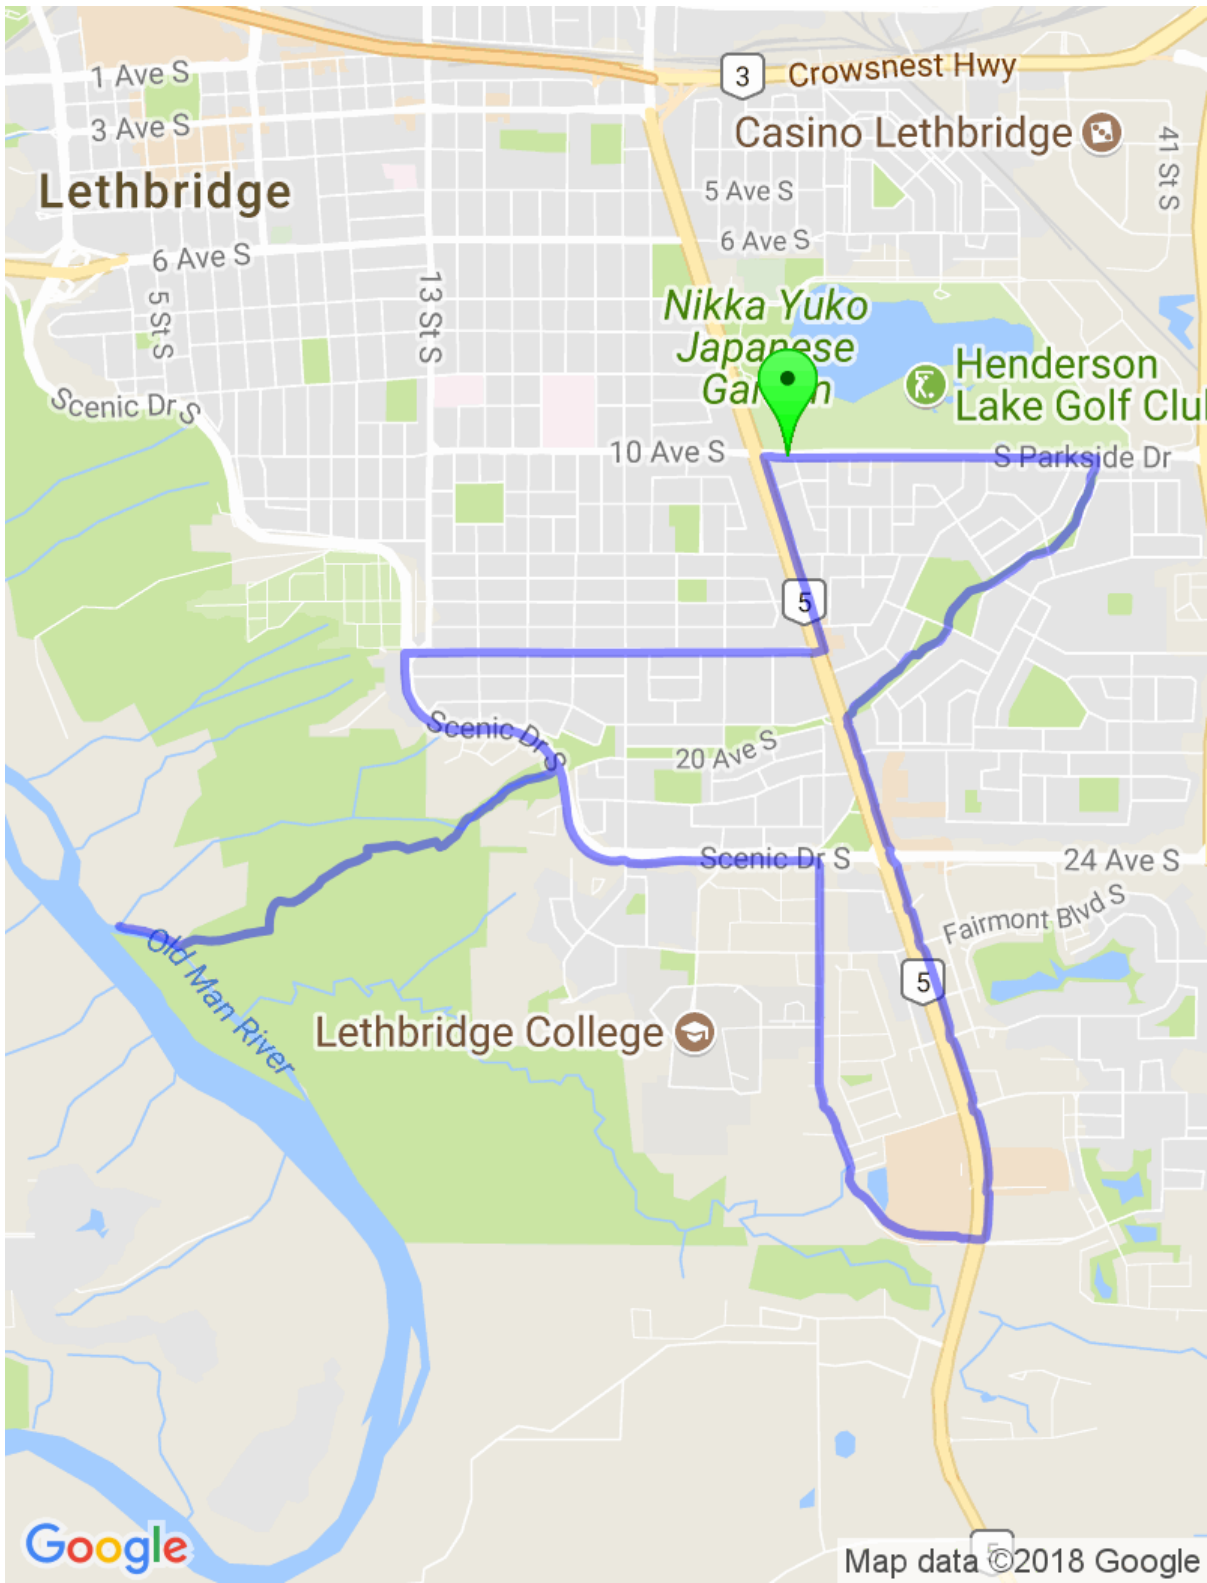 3
Crowsnest Hwy
1 Ave S
3 Ave S
Casino Lethbridge
41 St S
Lethbridge
5 Ave S
6 Ave S
6 Ave S
5 St S
13 St S
Nikka Yuko
Japanese
Henderson
Lake Golf Clu
Scenic Dr S
10 Ave S
S Parkside Dr
5
Scenic Dr S
20 Ave S
Scenic Dr S
24 Ave S
Fairmont Blvd S
Old Man River
5
Lethbridge College
5
Google
Map data ©2018 Google